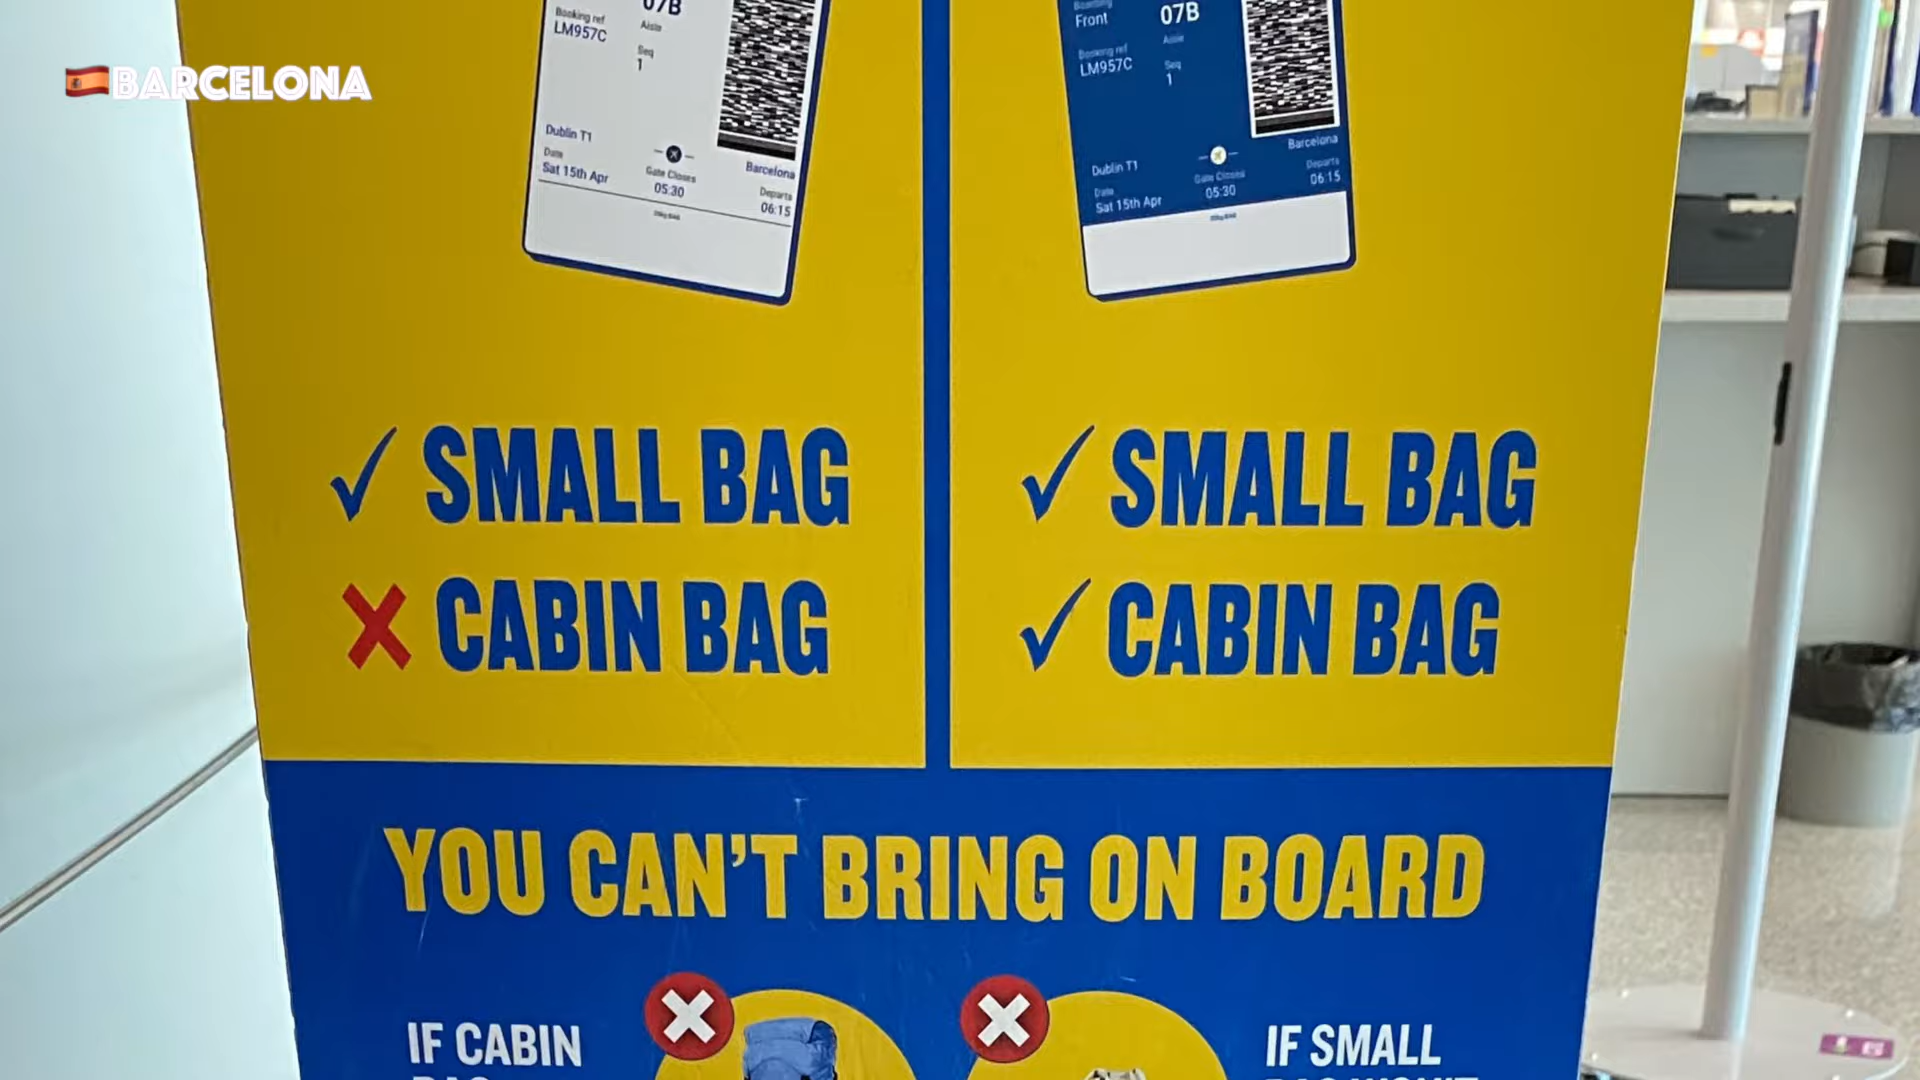 BARCELONA
07B
Booking ref
LM957C
Aisle
Seq
1
Dublin T1
Date
Sat 15th Apr
Gate Closes
05:30
Barcelona
Departs
06:15
Boarding
Front
07B
Booking ref
LM957C
Aisle
Seq
1
Dublin T1
Date
Sat 15th Apr
Gate Closes
05:30
Barcelona
Departs
06:15
✓ SMALL BAG
✗ CABIN BAG
✓ SMALL BAG
✓ CABIN BAG
YOU CAN'T BRING ON BOARD
IF CABIN
IF SMALL